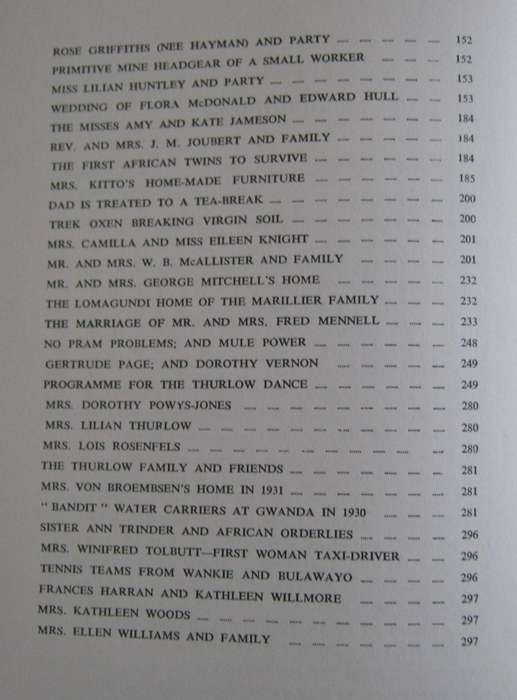 ROSE GRIFFITHS (NEE HAYMAN) AND PARTY 152
PRIMITIVE MINE HEADGEAR OF A SMALL WORKER 152
MISS LILIAN HUNTLEY AND PARTY 153
WEDDING OF FLORA McDONALD AND EDWARD HULL 153
THE MISSES AMY AND KATE JAMESON 184
REV. AND MRS. J. M. JOUBERT AND FAMILY 184
THE FIRST AFRICAN TWINS TO SURVIVE 184
MRS. KITTO'S HOME-MADE FURNITURE 185
DAD IS TREATED TO A TEA-BREAK 200
TREK OXEN BREAKING VIRGIN SOIL 200
MRS. CAMILLA AND MISS EILEEN KNIGHT 201
MR. AND MRS. W. B. McALLISTER AND FAMILY 201
MR. AND MRS. GEORGE MITCHELL'S HOME 232
THE LOMAGUNDI HOME OF THE MARILLIER FAMILY 232
THE MARRIAGE OF MR. AND MRS. FRED MENNELL 233
NO PRAM PROBLEMS; AND MULE POWER 248
GERTRUDE PAGE; AND DOROTHY VERNON 249
PROGRAMME FOR THE THURLOW DANCE 249
MRS. DOROTHY POWYS-JONES 280
MRS. LILIAN THURLOW 280
MRS. LOIS ROSENFELS 280
THE THURLOW FAMILY AND FRIENDS 281
MRS. VON BROEMBSEN'S HOME IN 1931 281
"BANDIT" WATER CARRIERS AT GWANDA IN 1930 281
SISTER ANN TRINDER AND AFRICAN ORDERLIES 296
MRS. WINIFRED TOLBUTT—FIRST WOMAN TAXI-DRIVER 296
TENNIS TEAMS FROM WANKIE AND BULAWAYO 296
FRANCES HARRAN AND KATHLEEN WILLMORE 297
MRS. KATHLEEN WOODS 297
MRS. ELLEN WILLIAMS AND FAMILY 297